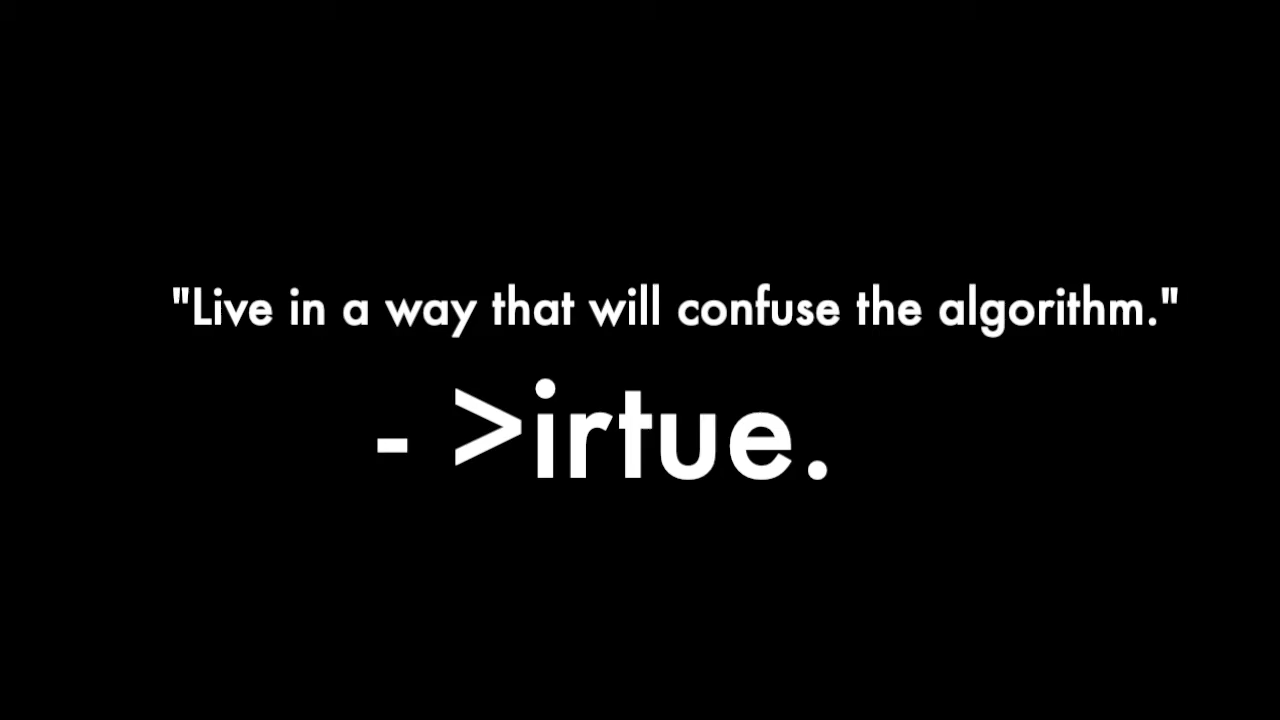 "Live in a way that will confuse the algorithm."
- >irtue.